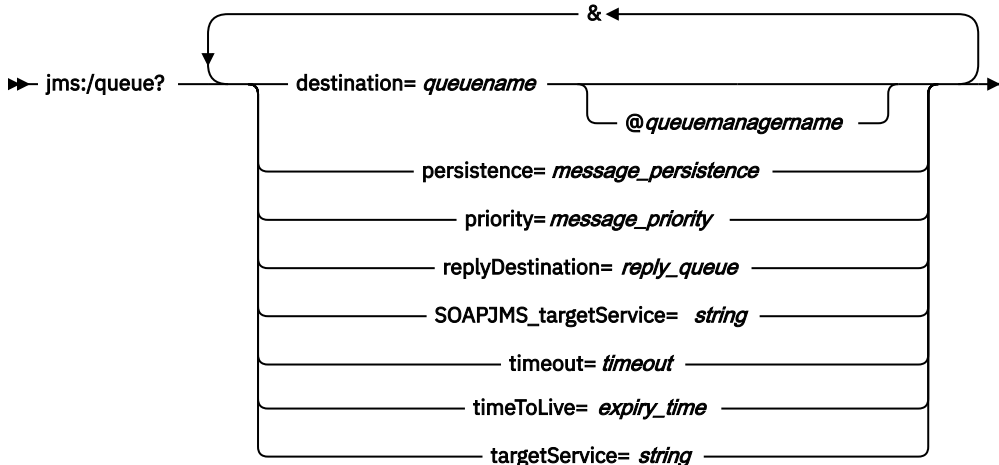 &
jms:/queue? destination= queuename
@queuemanagername
persistence= message_persistence
priority= message_priority
replyDestination= reply_queue
SOAPJMS_targetService= string
timeout= timeout
timeToLive= expiry_time
targetService= string